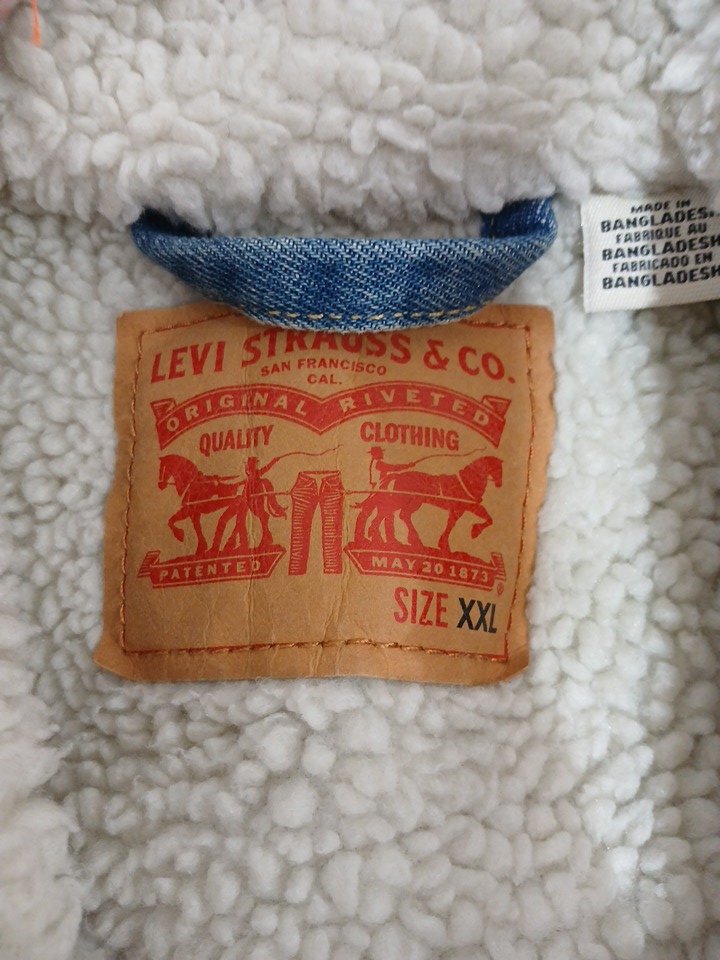 MADE IN
BANGLADESH
FABRIQUE AU
BANGLADESH
FABRICADO EN
BANGLADESH
LEVI STRAUSS & CO.
SAN FRANCISCO
CAL.
ORIGINAL RIVETED
QUALITY CLOTHING
PATENTED MAY 20 1873
®
SIZE XXL